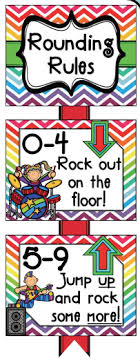 Rounding
Rules
0-4
Rock out
on the
floor!
5-9
Jump up
and rock
some more!